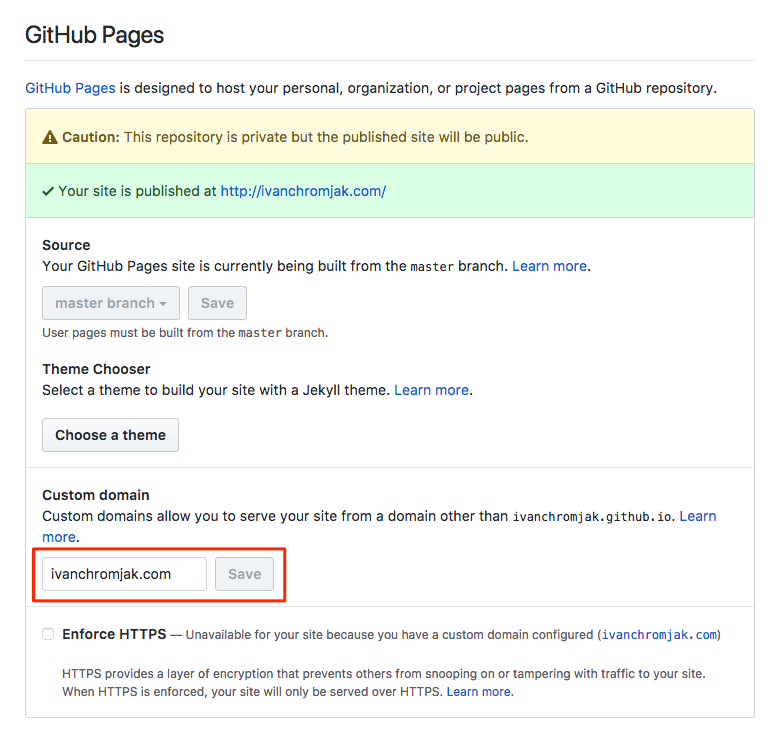 GitHub Pages
GitHub Pages is designed to host your personal, organization, or project pages from a GitHub repository.
Caution: This repository is private but the published site will be public.
Your site is published at http://ivanchromjak.com/
Source
Your GitHub Pages site is currently being built from the master branch. Learn more.
master branch
Save
User pages must be built from the master branch.
Theme Chooser
Select a theme to build your site with a Jekyll theme. Learn more.
Choose a theme
Custom domain
Custom domains allow you to serve your site from a domain other than ivanchromjak.github.io. Learn
more.
ivanchromjak.com
Save
Enforce HTTPS — Unavailable for your site because you have a custom domain configured (ivanchromjak.com)
HTTPS provides a layer of encryption that prevents others from snooping on or tampering with traffic to your site.
When HTTPS is enforced, your site will only be served over HTTPS. Learn more.